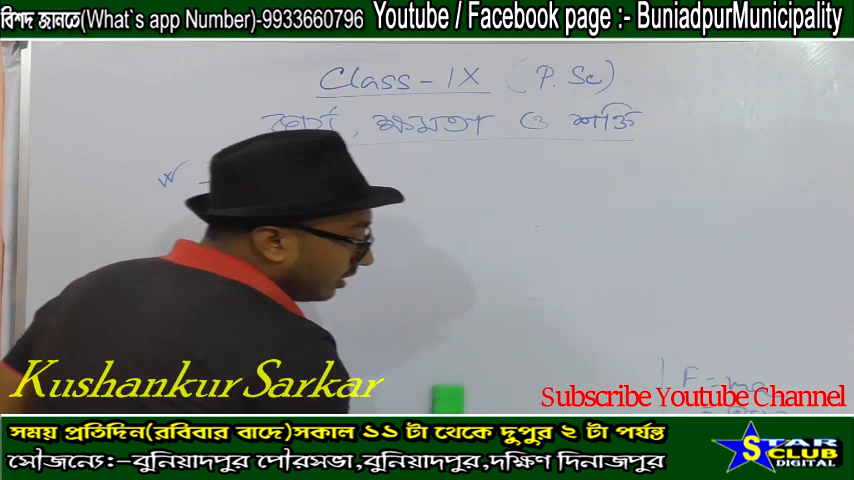 বিশদ জানতে(What`s app Number)-9933660796 Youtube / Facebook page :- BuniadpurMunicipality
Class - IX (P. Sc)
কার্য, ক্ষমতা ও শক্তি
W
F = ma
Kushankur Sarkar
Subscribe Youtube Channel
সময় প্রতিদিন(রবিবার বাদে)সকাল ১১ টা থেকে দুপুর ২ টা পর্যন্ত
সৌজন্যে:-বুনিয়াদপুর পৌরসভা,বুনিয়াদপুর,দক্ষিণ দিনাজপুর
STAR
CLUB
DIGITAL